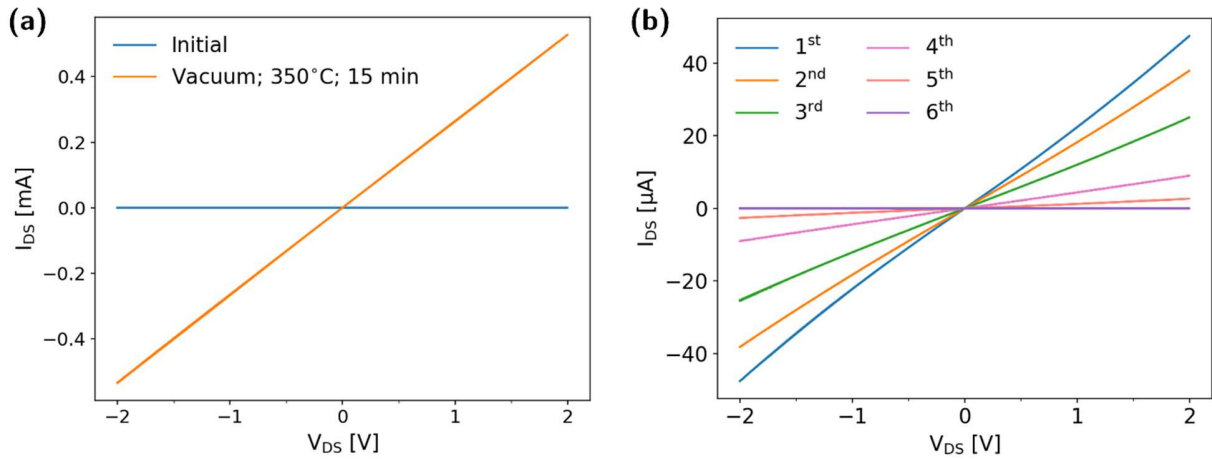 (a)
Initial
Vacuum; 350°C; 15 min
I_DS [mA]
0.4
0.2
0.0
−0.2
−0.4
−2
−1
0
1
2
V_DS [V]
(b)
1st
2nd
3rd
4th
5th
6th
I_DS [µA]
40
20
0
−20
−40
−2
−1
0
1
2
V_DS [V]